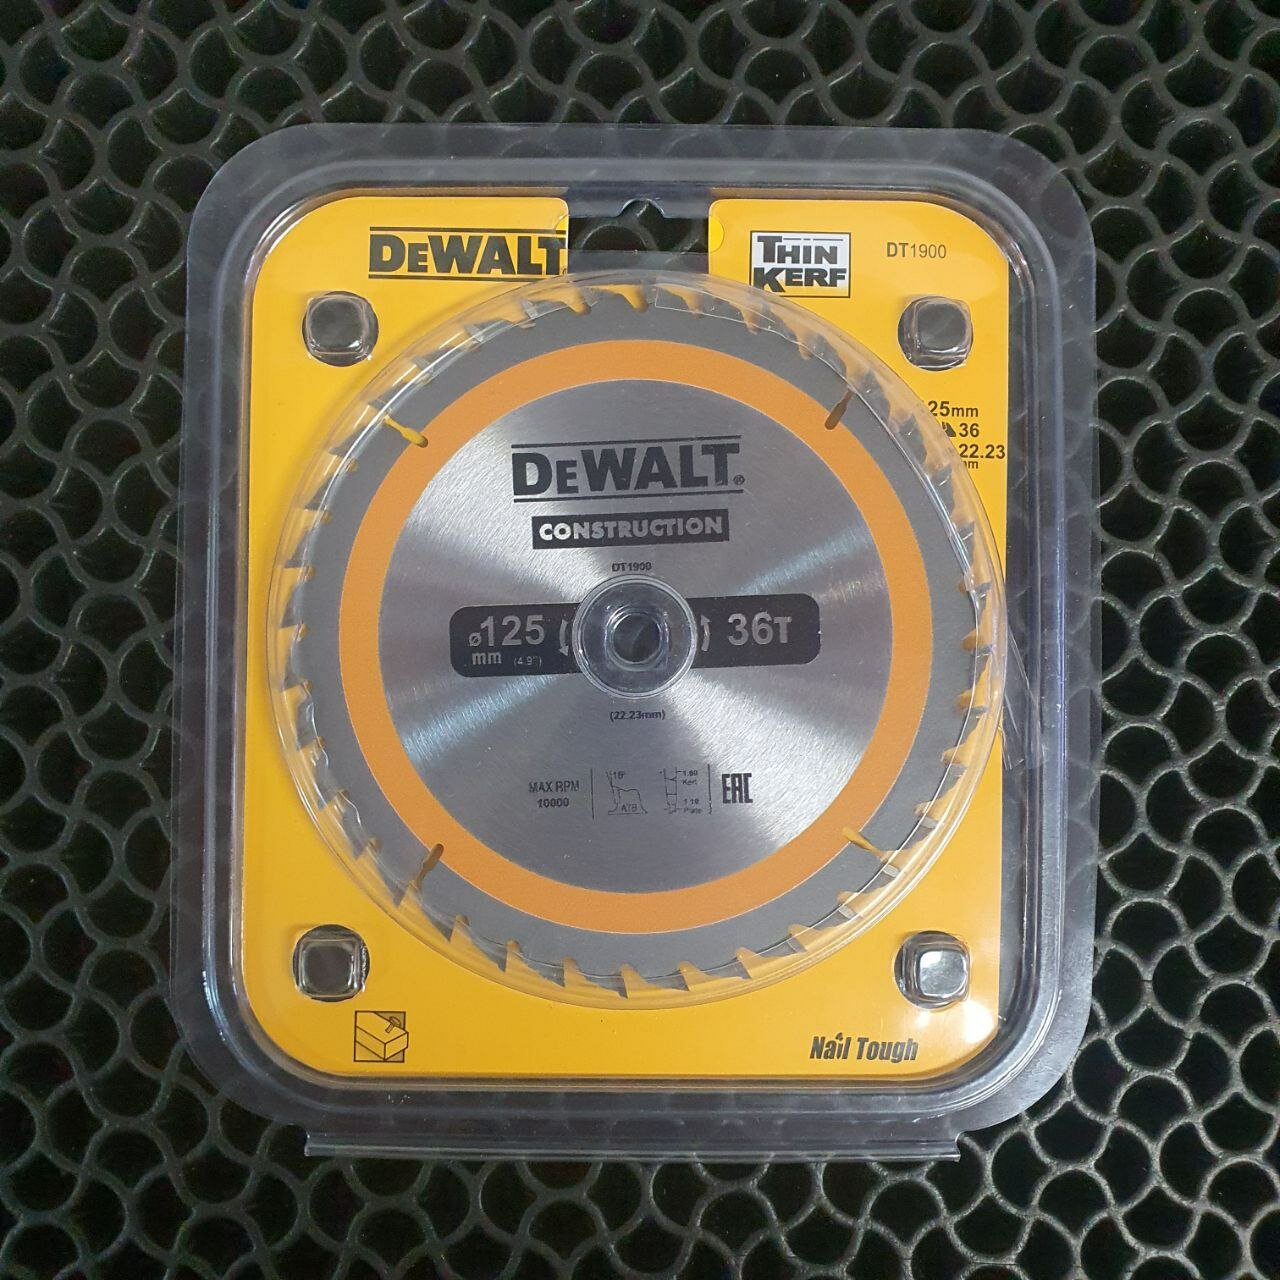 DEWALT
THIN
KERF
DT1900
25mm
36
22.23
DEWALT®
CONSTRUCTION
DT1900
ø125
mm (4.9")
36T
(22.23mm)
MAX RPM
10000
15°
ATB
1.60
Kerf
1.10
Plate
EAC
Nail Tough